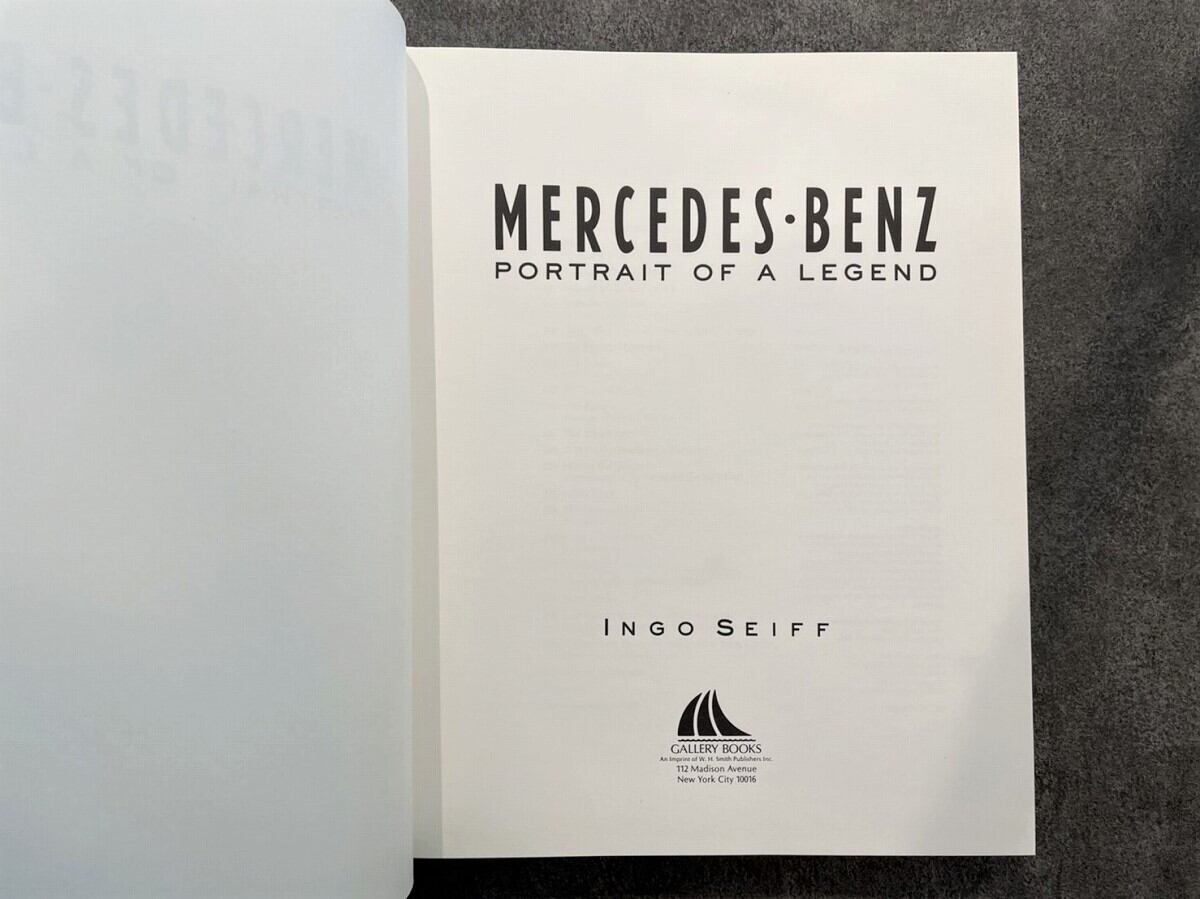 MERCEDES·BENZ
PORTRAIT OF A LEGEND
INGO SEIFF
GALLERY BOOKS
An Imprint of W. H. Smith Publishers Inc.
112 Madison Avenue
New York City 10016